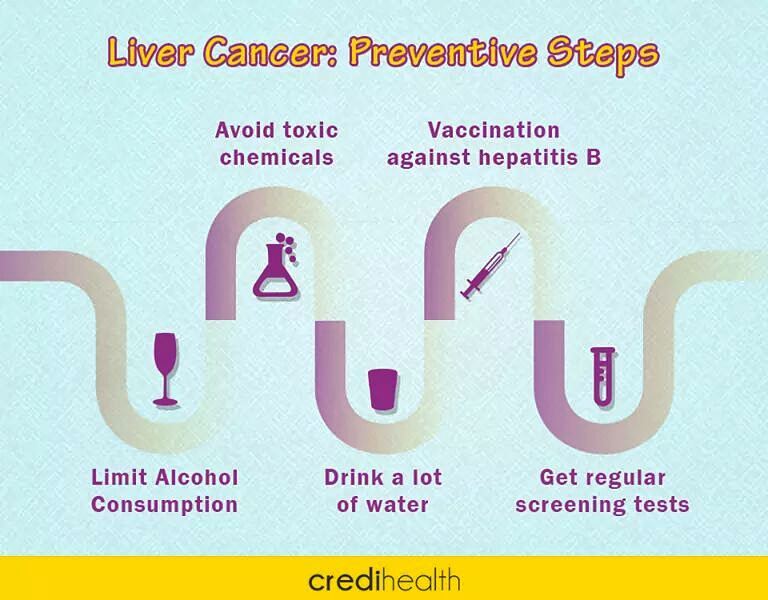 Liver Cancer: Preventive Steps
Avoid toxic
chemicals
Vaccination
against hepatitis B
Limit Alcohol
Consumption
Drink a lot
of water
Get regular
screening tests
credihealth